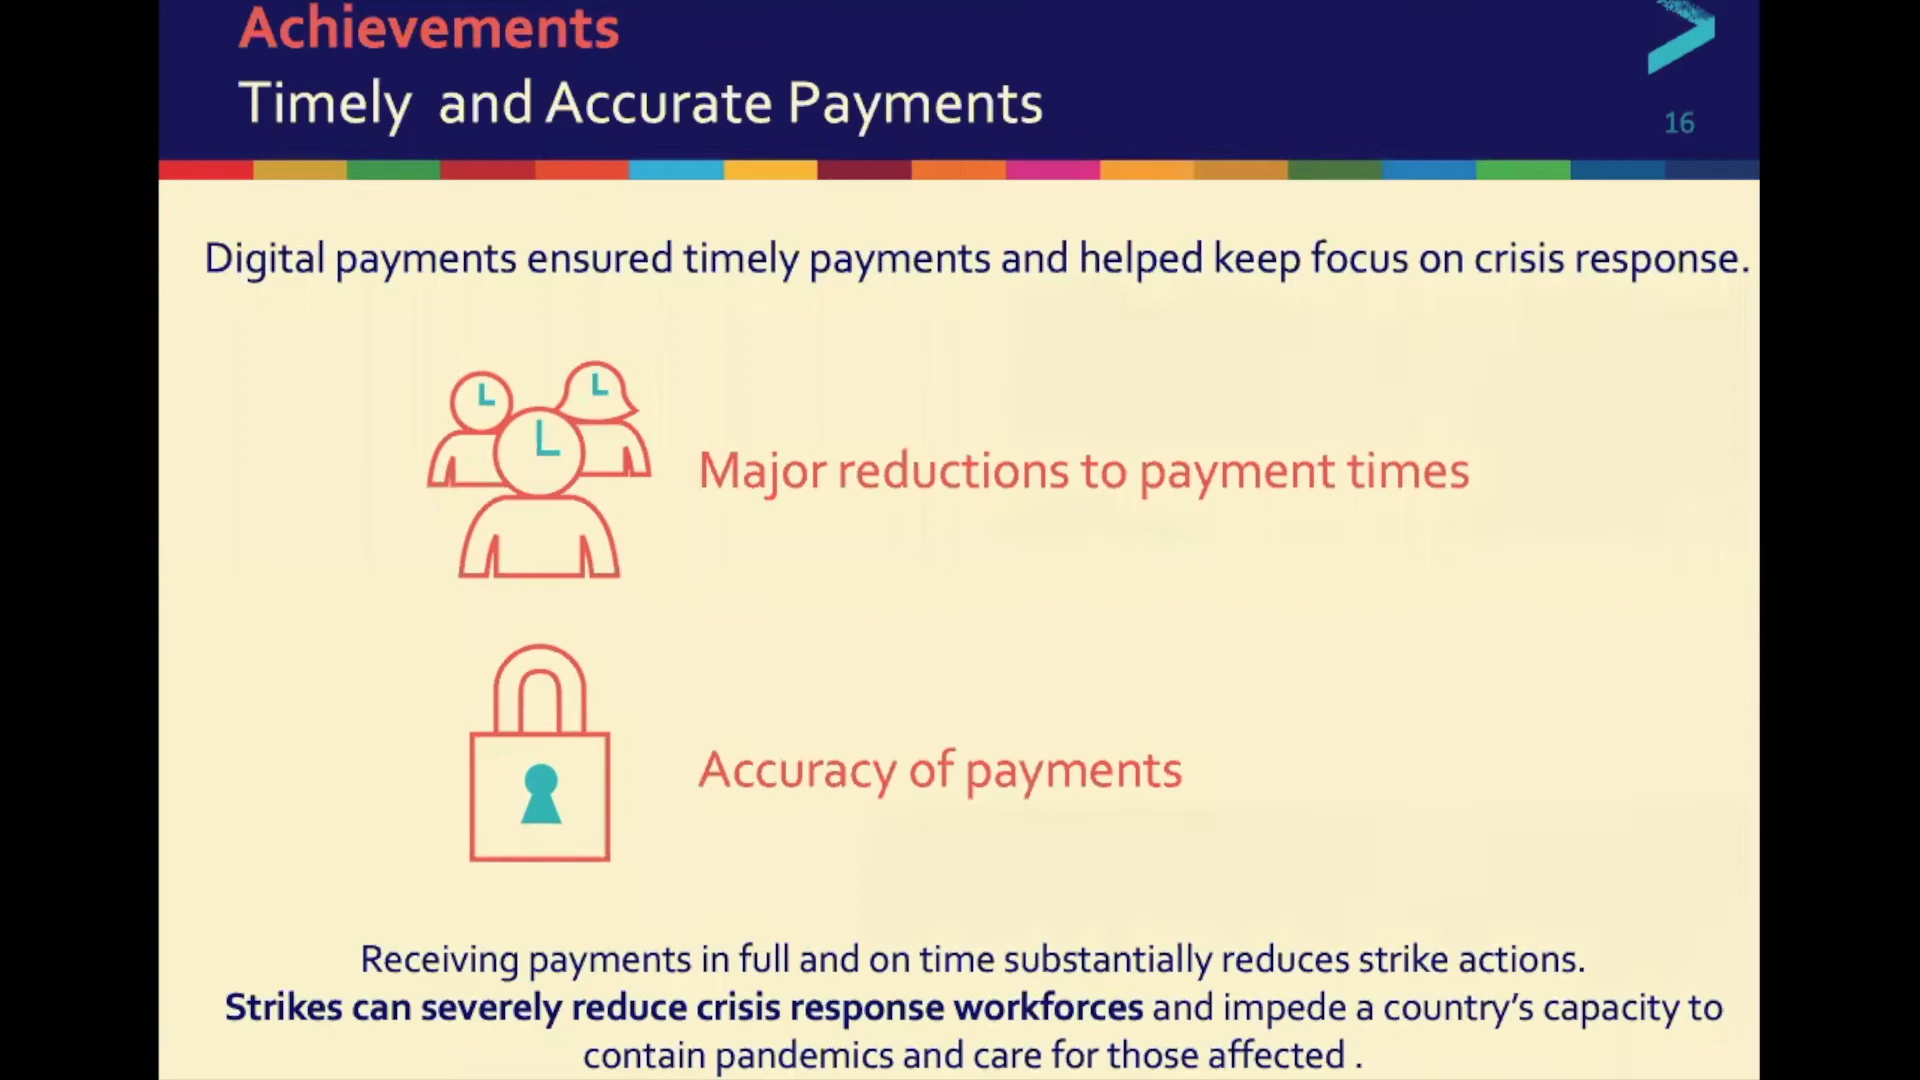 Achievements
Timely and Accurate Payments
16
Digital payments ensured timely payments and helped keep focus on crisis response.
Major reductions to payment times
Accuracy of payments
Receiving payments in full and on time substantially reduces strike actions.
Strikes can severely reduce crisis response workforces and impede a country’s capacity to
contain pandemics and care for those affected .